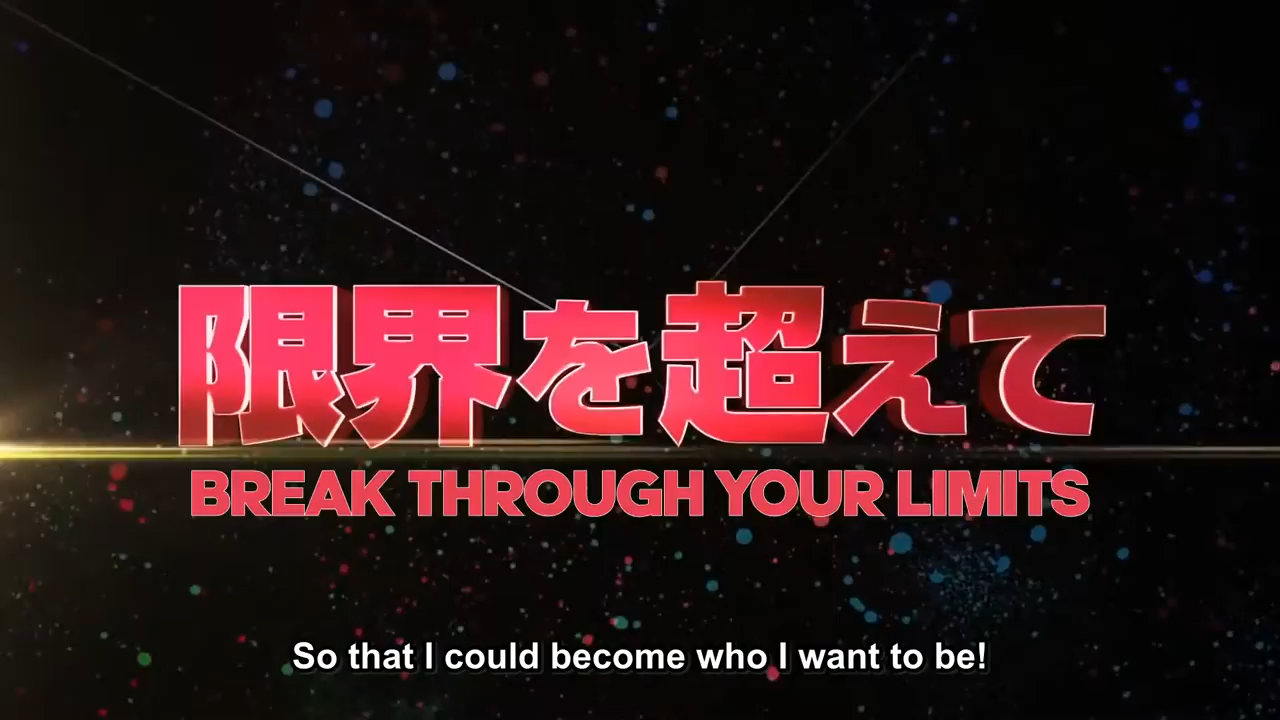 限界を超えて
BREAK THROUGH YOUR LIMITS
So that I could become who I want to be!